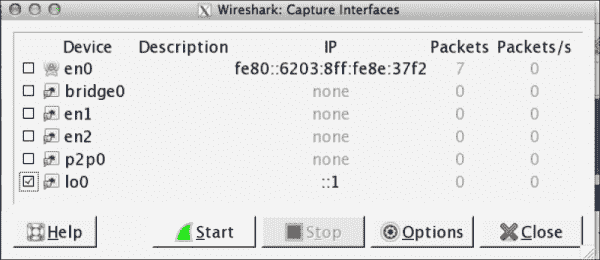 Wireshark: Capture Interfaces
Device Description IP Packets Packets/s
en0 fe80::6203:8ff:fe8e:37f2 7 0
bridge0 none 0 0
en1 none 0 0
en2 none 0 0
p2p0 none 0 0
lo0 ::1 0 0
Help Start Stop Options Close